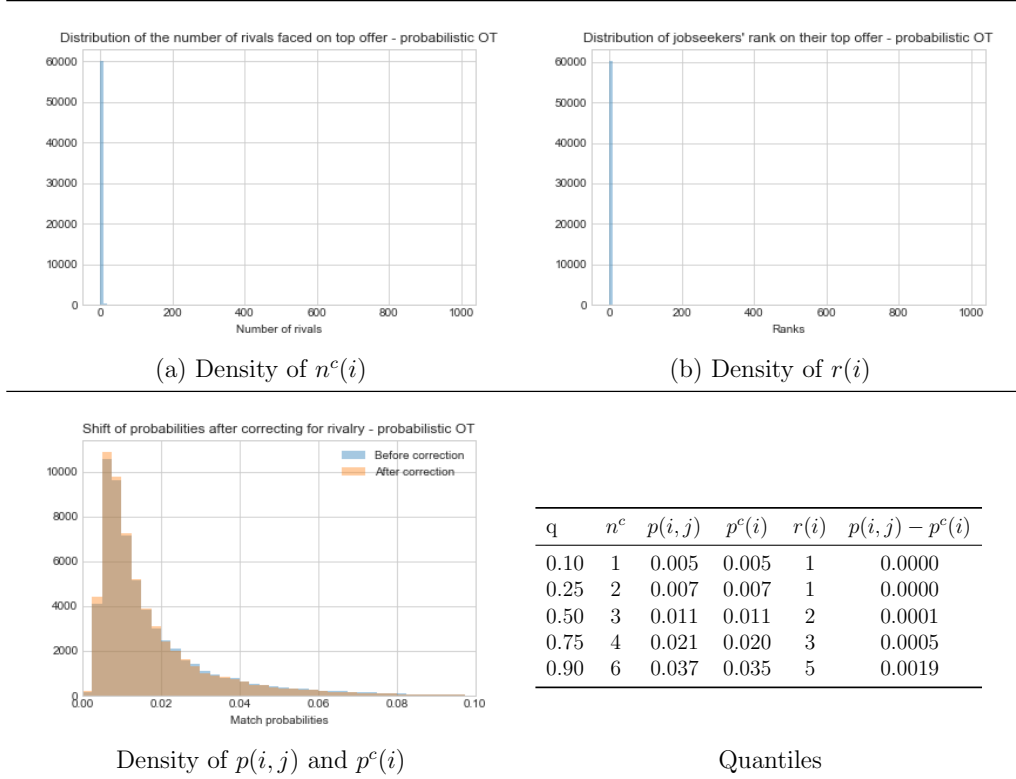 Distribution of the number of rivals faced on top offer - probabilistic OT
60000
50000
40000
30000
20000
10000
0
0 200 400 600 800 1000
Number of rivals
(a) Density of n^c(i)
Distribution of jobseekers' rank on their top offer - probabilistic OT
60000
50000
40000
30000
20000
10000
0
0 200 400 600 800 1000
Ranks
(b) Density of r(i)
Shift of probabilities after correcting for rivalry - probabilistic OT
Before correction
After correction
10000
8000
6000
4000
2000
0
0.00 0.02 0.04 0.06 0.08 0.10
Match probabilities
Density of p(i, j) and p^c(i)
q n^c p(i, j) p^c(i) r(i) p(i, j) − p^c(i)
0.10 1 0.005 0.005 1 0.0000
0.25 2 0.007 0.007 1 0.0000
0.50 3 0.011 0.011 2 0.0001
0.75 4 0.021 0.020 3 0.0005
0.90 6 0.037 0.035 5 0.0019
Quantiles